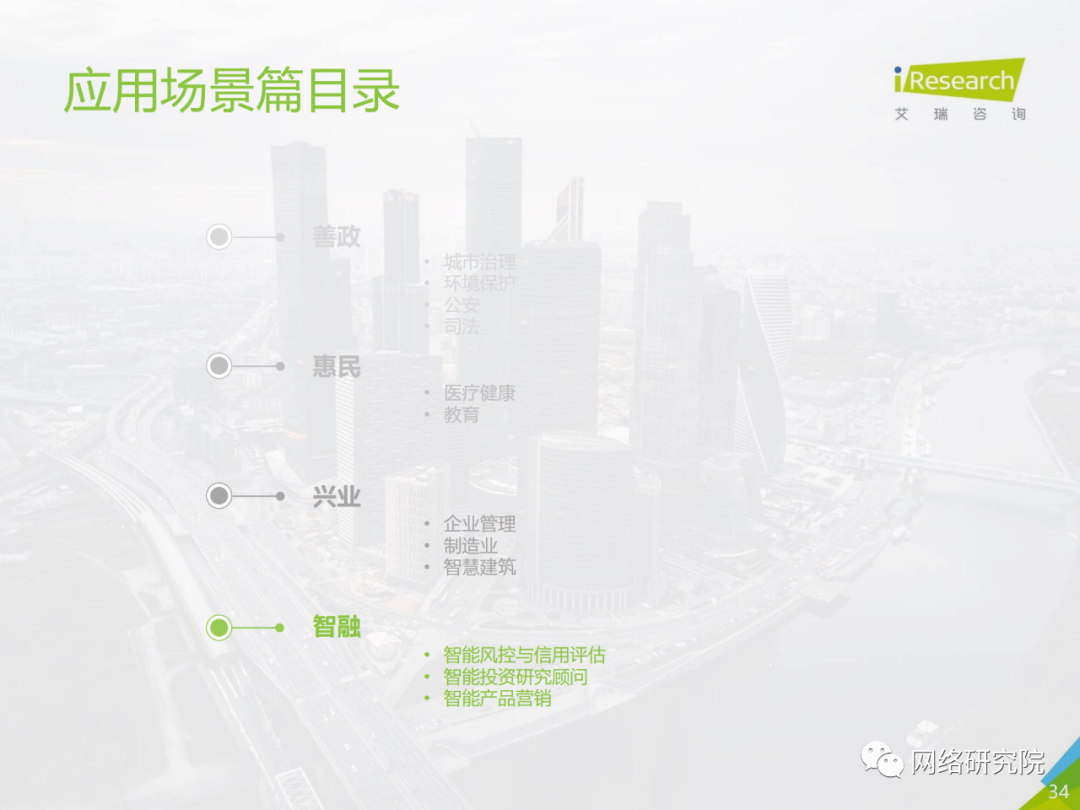 应用场景篇目录
iResearch
艾瑞咨询
善政
• 城市治理
• 环境保护
• 公安
• 司法
惠民
• 医疗健康
• 教育
兴业
• 企业管理
• 制造业
• 智慧建筑
智融
• 智能风控与信用评估
• 智能投资研究顾问
• 智能产品营销
网络研究院
34